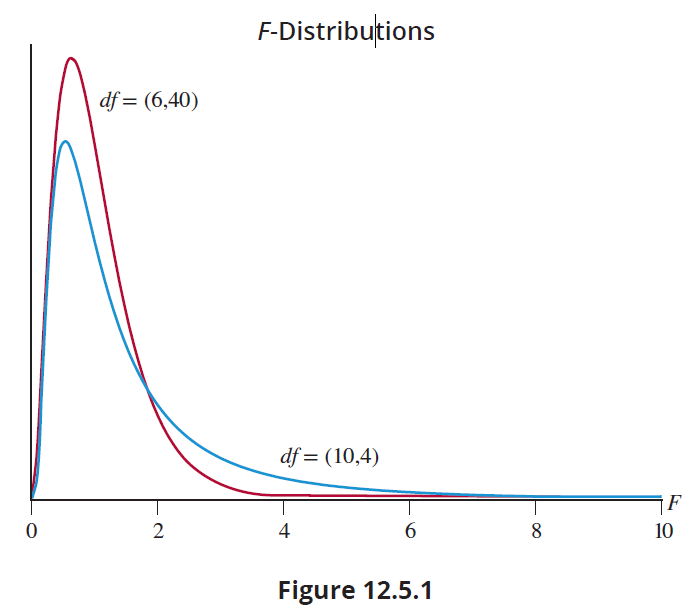 F-Distributions
df = (6,40)
df = (10,4)
F
0 2 4 6 8 10
Figure 12.5.1